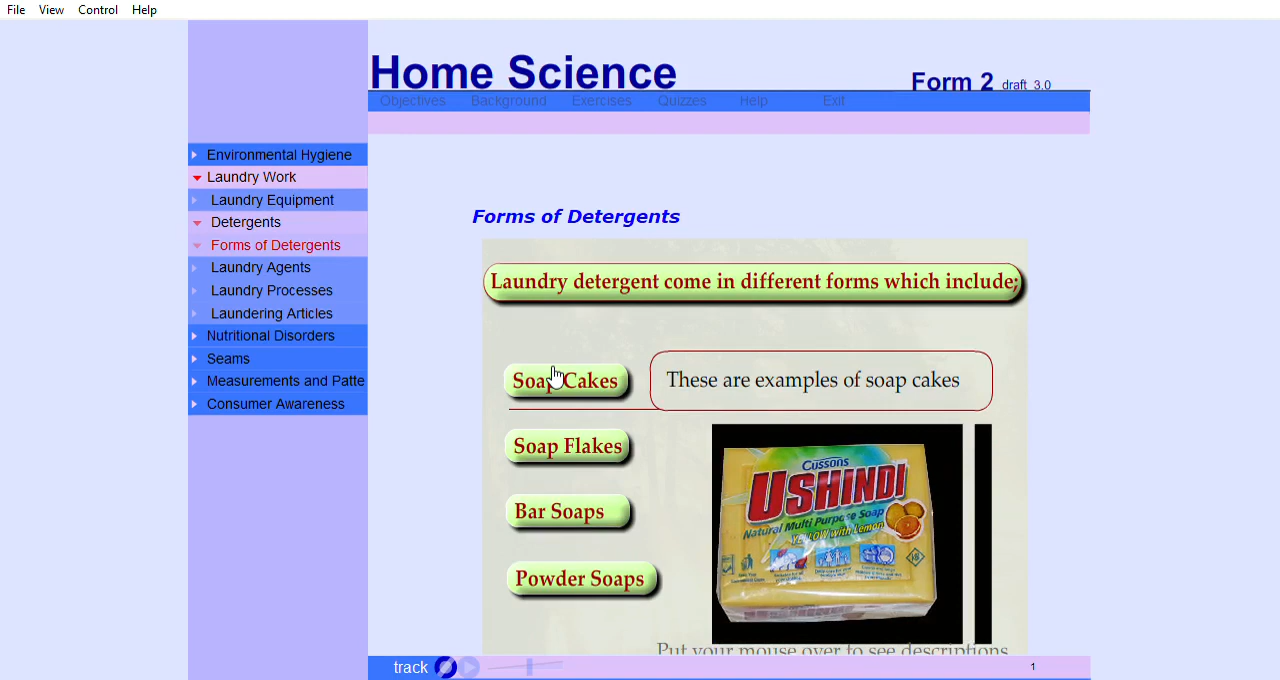 File View Control Help
Home Science
Form 2 draft 3.0
Objectives Background Exercises Quizzes Help Exit
Environmental Hygiene
Laundry Work
Laundry Equipment
Detergents
Forms of Detergents
Laundry Agents
Laundry Processes
Laundering Articles
Nutritional Disorders
Seams
Measurements and Patte
Consumer Awareness
Forms of Detergents
Laundry detergent come in different forms which include;
Soap Cakes
These are examples of soap cakes
Soap Flakes
Bar Soaps
Powder Soaps
Cussons
USHINDI
Natural Multi Purpose Soap
YELLOW with Lemon
Put your mouse over to see descriptions
track
1